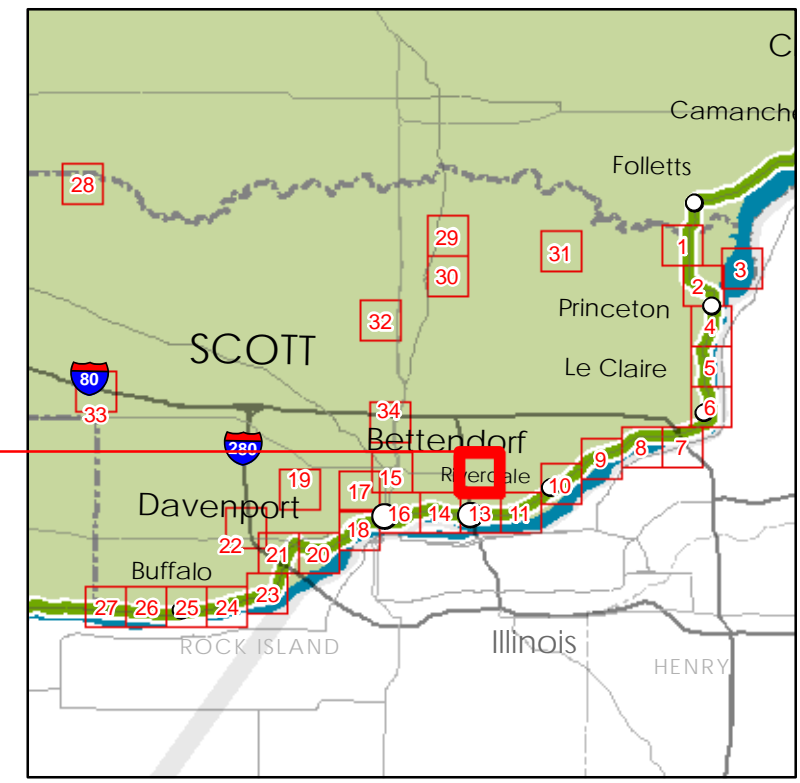 C
Camanche
Folletts
28
29
1
31
30
3
2
Princeton
32
4
SCOTT
Le Claire
5
80
33
34
6
Bettendorf
280
7
8
9
15
Riverdale
19
17
10
Davenport
16
14
13
11
22
18
21
20
Buffalo
23
27
26
25
24
ROCK ISLAND
Illinois
HENRY